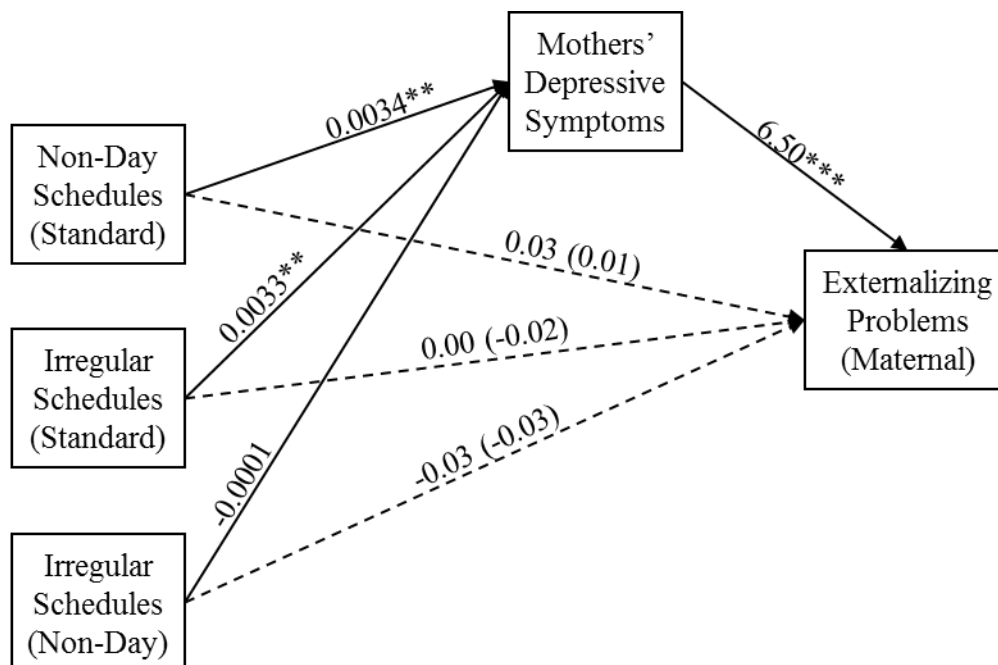 Mothers’
Depressive
Symptoms
0.0034**
6.50***
Non-Day
Schedules
(Standard)
0.03 (0.01)
0.0033**
Externalizing
Problems
(Maternal)
0.00 (-0.02)
Irregular
Schedules
(Standard)
-0.03 (-0.03)
-0.0001
Irregular
Schedules
(Non-Day)